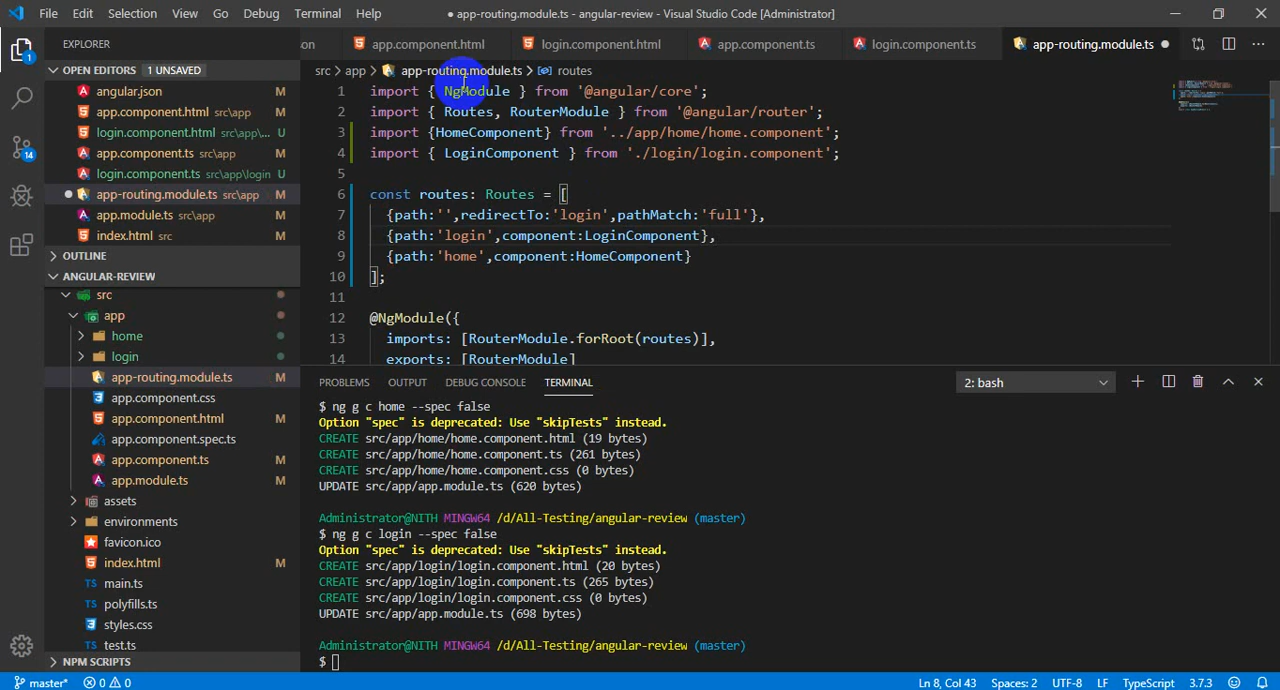 File Edit Selection View Go Debug Terminal Help
● app-routing.module.ts - angular-review - Visual Studio Code [Administrator]
EXPLORER
on app.component.html login.component.html app.component.ts login.component.ts app-routing.module.ts
src > app > app-routing.module.ts > routes
OPEN EDITORS 1 UNSAVED
angular.json M
app.component.html src\app M
login.component.html src\app\... U
app.component.ts src\app M
login.component.ts src\app\login U
app-routing.module.ts src\app M
app.module.ts src\app M
index.html src M
OUTLINE
ANGULAR-REVIEW
src
app
home
login
app-routing.module.ts M
app.component.css
app.component.html M
app.component.spec.ts
app.component.ts M
app.module.ts M
assets
environments
favicon.ico
index.html M
main.ts
polyfills.ts
styles.css
test.ts
NPM SCRIPTS
1
14
1 import { NgModule } from '@angular/core';
2 import { Routes, RouterModule } from '@angular/router';
3 import {HomeComponent} from '../app/home/home.component';
4 import { LoginComponent } from './login/login.component';
5
6 const routes: Routes = [
7 {path:'',redirectTo:'login',pathMatch:'full'},
8 {path:'login',component:LoginComponent},
9 {path:'home',component:HomeComponent}
10 ];
11
12 @NgModule({
13 imports: [RouterModule.forRoot(routes)],
14 exports: [RouterModule]
PROBLEMS OUTPUT DEBUG CONSOLE TERMINAL 2: bash
$ ng g c home --spec false
Option "spec" is deprecated: Use "skipTests" instead.
CREATE src/app/home/home.component.html (19 bytes)
CREATE src/app/home/home.component.ts (261 bytes)
CREATE src/app/home/home.component.css (0 bytes)
UPDATE src/app/app.module.ts (620 bytes)
Administrator@NITH MINGW64 /d/All-Testing/angular-review (master)
$ ng g c login --spec false
Option "spec" is deprecated: Use "skipTests" instead.
CREATE src/app/login/login.component.html (20 bytes)
CREATE src/app/login/login.component.ts (265 bytes)
CREATE src/app/login/login.component.css (0 bytes)
UPDATE src/app/app.module.ts (698 bytes)
Administrator@NITH MINGW64 /d/All-Testing/angular-review (master)
$
master* 0 0 Ln 8, Col 43 Spaces: 2 UTF-8 LF TypeScript 3.7.3